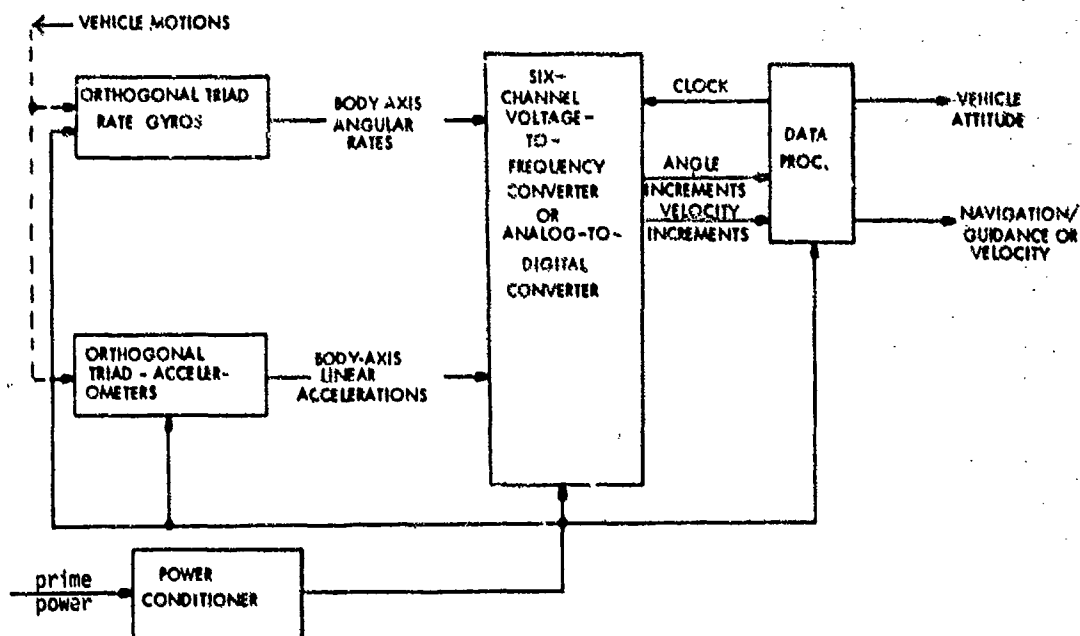 VEHICLE MOTIONS
ORTHOGONAL TRIAD
RATE GYROS
BODY AXIS
ANGULAR
RATES
SIX-
CHANNEL
VOLTAGE-
TO-
FREQUENCY
CONVERTER
OR
ANALOG-TO-
DIGITAL
CONVERTER
CLOCK
ANGLE
INCREMENTS
VELOCITY
INCREMENTS
DATA
PROC.
VEHICLE
ATTITUDE
NAVIGATION/
GUIDANCE OR
VELOCITY
ORTHOGONAL
TRIAD - ACCELER-
OMETERS
BODY-AXIS
LINEAR
ACCELERATIONS
prime
power
POWER
CONDITIONER